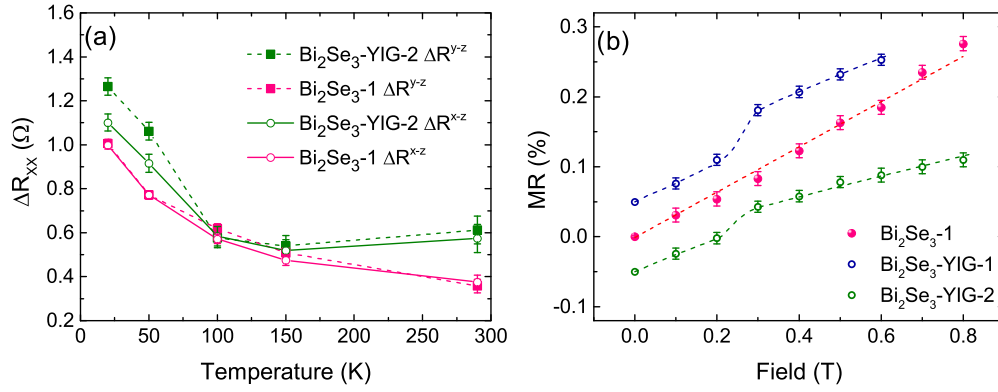 (a)
Bi₂Se₃-YIG-2 ΔR^y-z
Bi₂Se₃-1 ΔR^y-z
Bi₂Se₃-YIG-2 ΔR^x-z
Bi₂Se₃-1 ΔR^x-z
ΔR_XX (Ω)
1.6
1.4
1.2
1.0
0.8
0.6
0.4
0.2
0 50 100 150 200 250 300
Temperature (K)
(b)
MR (%)
0.3
0.2
0.1
0.0
-0.1
Bi₂Se₃-1
Bi₂Se₃-YIG-1
Bi₂Se₃-YIG-2
0.0 0.2 0.4 0.6 0.8
Field (T)